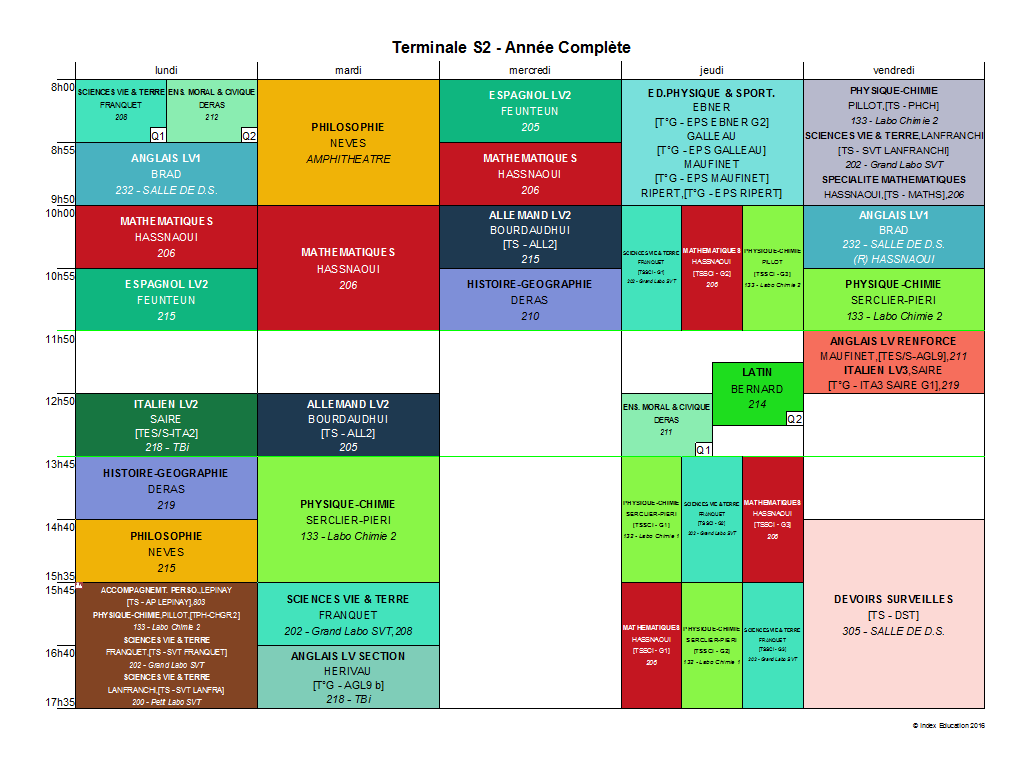 Terminale S2 - Année Complète
lundi
mardi
mercredi
jeudi
vendredi
8h00
8h55
9h50
10h00
10h55
11h50
12h50
13h45
14h40
15h35
15h45
16h40
17h35
SCIENCES VIE & TERRE
FRANQUET
208
Q1
ENS. MORAL & CIVIQUE
DERAS
212
Q2
ANGLAIS LV1
BRAD
232 - SALLE DE D.S.
MATHEMATIQUES
HASSNAOUI
206
ESPAGNOL LV2
FEUNTEUN
215
ITALIEN LV2
SAIRE
[TES/S-ITA2]
218 - TBi
HISTOIRE-GEOGRAPHIE
DERAS
219
PHILOSOPHIE
NEVES
215
ACCOMPAGNEMT. PERSO.,LEPINAY
[TS - AP LEPINAY],803
PHYSIQUE-CHIMIE,PILLOT,[TPH-CHGR.2]
133 - Labo Chimie 2
SCIENCES VIE & TERRE
FRANQUET,[TS - SVT FRANQUET]
202 - Grand Labo SVT
SCIENCES VIE & TERRE
LANFRANCHI,[TS - SVT LANFRA]
200 - Petit Labo SVT
PHILOSOPHIE
NEVES
AMPHITHEATRE
MATHEMATIQUES
HASSNAOUI
206
ALLEMAND LV2
BOURDAUDHUI
[TS - ALL2]
205
PHYSIQUE-CHIMIE
SERCLIER-PIERI
133 - Labo Chimie 2
SCIENCES VIE & TERRE
FRANQUET
202 - Grand Labo SVT,208
ANGLAIS LV SECTION
HERIVAU
[T°G - AGL9 b]
218 - TBi
ESPAGNOL LV2
FEUNTEUN
205
MATHEMATIQUES
HASSNAOUI
206
ALLEMAND LV2
BOURDAUDHUI
[TS - ALL2]
215
HISTOIRE-GEOGRAPHIE
DERAS
210
ED.PHYSIQUE & SPORT.
EBNER
[T°G - EPS EBNER G2]
GALLEAU
[T°G - EPS GALLEAU]
MAUFINET
[T°G - EPS MAUFINET]
RIPERT,[T°G - EPS RIPERT]
SCIENCES VIE & TERRE
FRANQUET
[TSSCI - G1]
202 - Grand Labo SVT
MATHEMATIQUES
HASSNAOUI
[TSSCI - G2]
206
PHYSIQUE-CHIMIE
PILLOT
[TSSCI - G3]
133 - Labo Chimie 2
LATIN
BERNARD
214
Q2
ENS. MORAL & CIVIQUE
DERAS
211
Q1
PHYSIQUE-CHIMIE
SERCLIER-PIERI
[TSSCI - G1]
132 - Labo Chimie 1
SCIENCES VIE & TERRE
FRANQUET
[TSSCI - G2]
202 - Grand Labo SVT
MATHEMATIQUES
HASSNAOUI
[TSSCI - G3]
206
MATHEMATIQUES
HASSNAOUI
[TSSCI - G1]
206
PHYSIQUE-CHIMIE
SERCLIER-PIERI
[TSSCI - G2]
132 - Labo Chimie 1
SCIENCES VIE & TERRE
FRANQUET
[TSSCI - G3]
202 - Grand Labo SVT
PHYSIQUE-CHIMIE
PILLOT,[TS - PHCH]
133 - Labo Chimie 2
SCIENCES VIE & TERRE,LANFRANCHI
[TS - SVT LANFRANCHI]
202 - Grand Labo SVT
SPECIALITE MATHEMATIQUES
HASSNAOUI,[TS - MATHS],206
ANGLAIS LV1
BRAD
232 - SALLE DE D.S.
(R) HASSNAOUI
PHYSIQUE-CHIMIE
SERCLIER-PIERI
133 - Labo Chimie 2
ANGLAIS LV RENFORCE
MAUFINET,[TES/S-AGL9],211
ITALIEN LV3,SAIRE
[T°G - ITA3 SAIRE G1],219
DEVOIRS SURVEILLES
[TS - DST]
305 - SALLE DE D.S.
© Index Education 2016